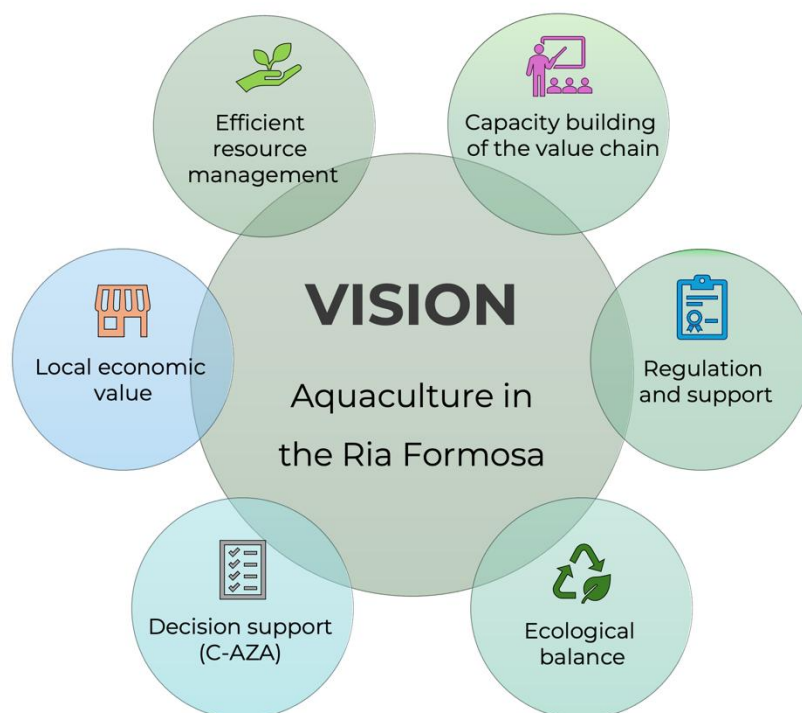 Efficient
resource
management
Capacity building
of the value chain
VISION
Aquaculture in
the Ria Formosa
Local economic
value
Regulation
and support
Decision support
(C-AZA)
Ecological
balance